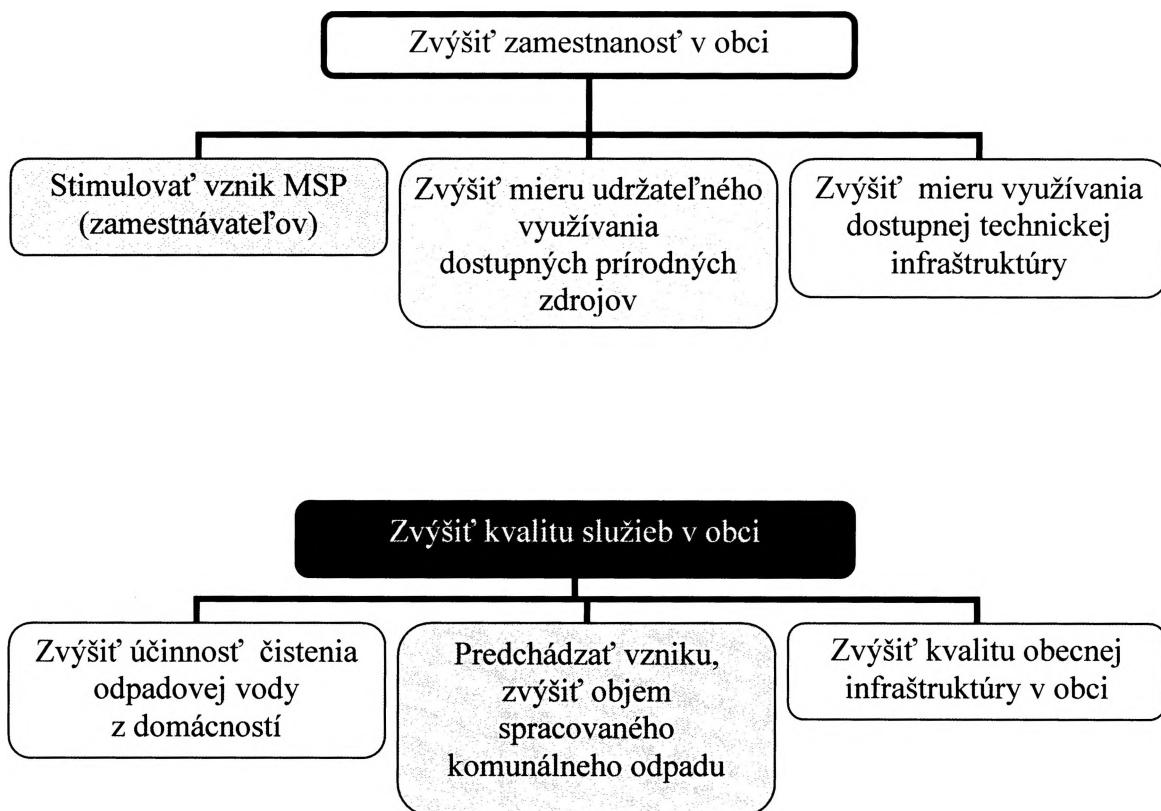 Zvýšiť zamestnanosť v obci
Stimulovať vznik MSP
(zamestnávateľov)
Zvýšiť mieru udržateľného
využívania
dostupných prírodných
zdrojov
Zvýšiť mieru využívania
dostupnej technickej
infraštruktúry
Zvýšiť kvalitu služieb v obci
Zvýšiť účinnosť čistenia
odpadovej vody
z domácností
Predchádzať vzniku,
zvýšiť objem
spracovaného
komunálneho odpadu
Zvýšiť kvalitu obecnej
infraštruktúry v obci